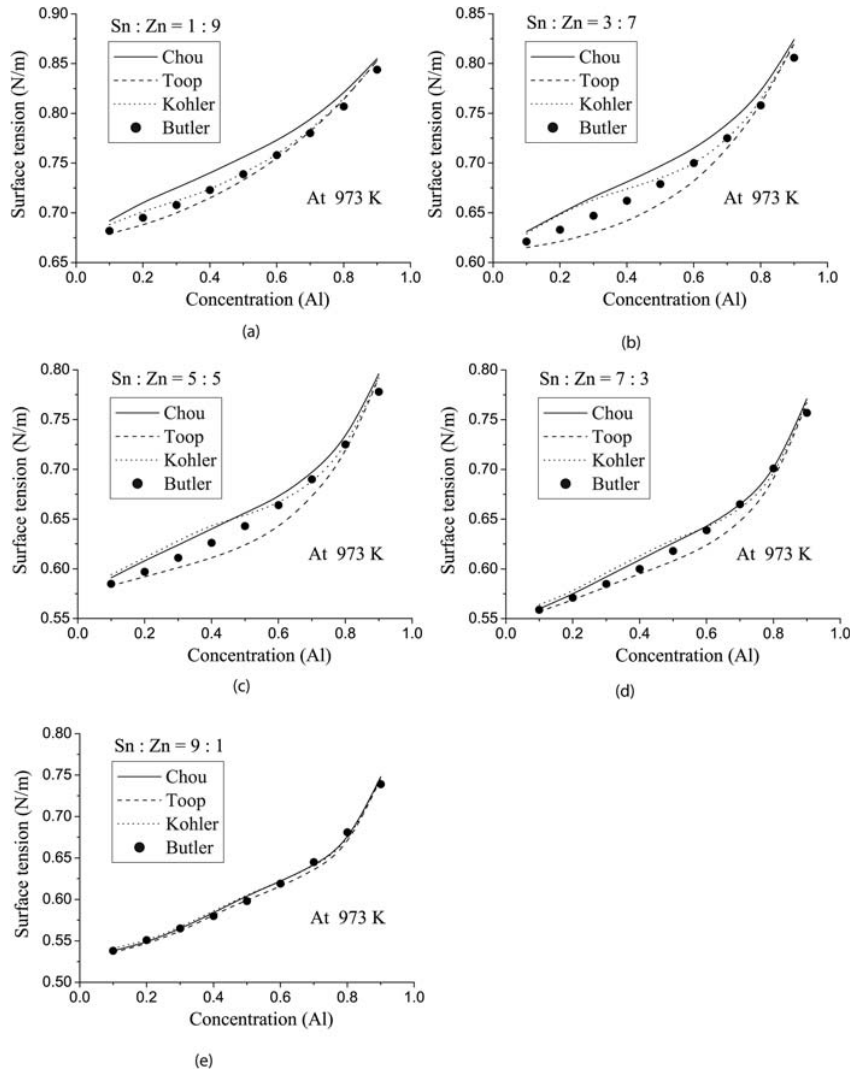 Sn : Zn = 1 : 9
Chou
Toop
Kohler
Butler
At 973 K
Surface tension (N/m)
0.90
0.85
0.80
0.75
0.70
0.65
0.0 0.2 0.4 0.6 0.8 1.0
Concentration (Al)
(a)
Sn : Zn = 3 : 7
Chou
Toop
Kohler
Butler
At 973 K
Surface tension (N/m)
0.85
0.80
0.75
0.70
0.65
0.60
0.0 0.2 0.4 0.6 0.8 1.0
Concentration (Al)
(b)
Sn : Zn = 5 : 5
Chou
Toop
Kohler
Butler
At 973 K
Surface tension (N/m)
0.80
0.75
0.70
0.65
0.60
0.55
0.0 0.2 0.4 0.6 0.8 1.0
Concentration (Al)
(c)
Sn : Zn = 7 : 3
Chou
Toop
Kohler
Butler
At 973 K
Surface tension (N/m)
0.80
0.75
0.70
0.65
0.60
0.55
0.0 0.2 0.4 0.6 0.8 1.0
Concentration (Al)
(d)
Sn : Zn = 9 : 1
Chou
Toop
Kohler
Butler
At 973 K
Surface tension (N/m)
0.80
0.75
0.70
0.65
0.60
0.55
0.50
0.0 0.2 0.4 0.6 0.8 1.0
Concentration (Al)
(e)